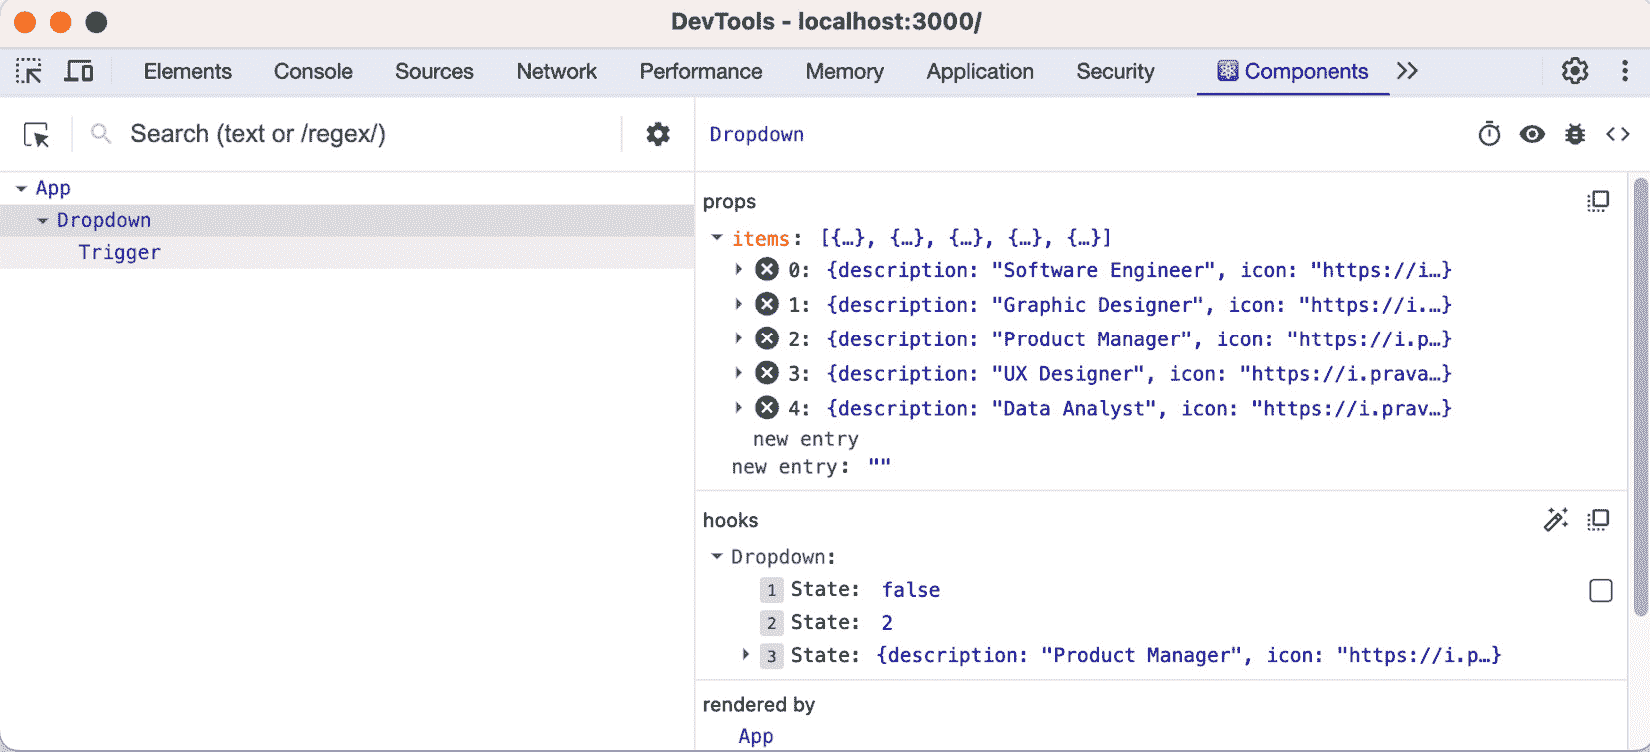 DevTools - localhost:3000/
Elements Console Sources Network Performance Memory Application Security Components
Search (text or /regex/)
Dropdown
App
Dropdown
Trigger
props
items: [{…}, {…}, {…}, {…}, {…}]
0: {description: "Software Engineer", icon: "https://i…}
1: {description: "Graphic Designer", icon: "https://i.…}
2: {description: "Product Manager", icon: "https://i.p…}
3: {description: "UX Designer", icon: "https://i.prava…}
4: {description: "Data Analyst", icon: "https://i.prav…}
new entry
new entry: ""
hooks
Dropdown:
1 State: false
2 State: 2
3 State: {description: "Product Manager", icon: "https://i.p…}
rendered by
App